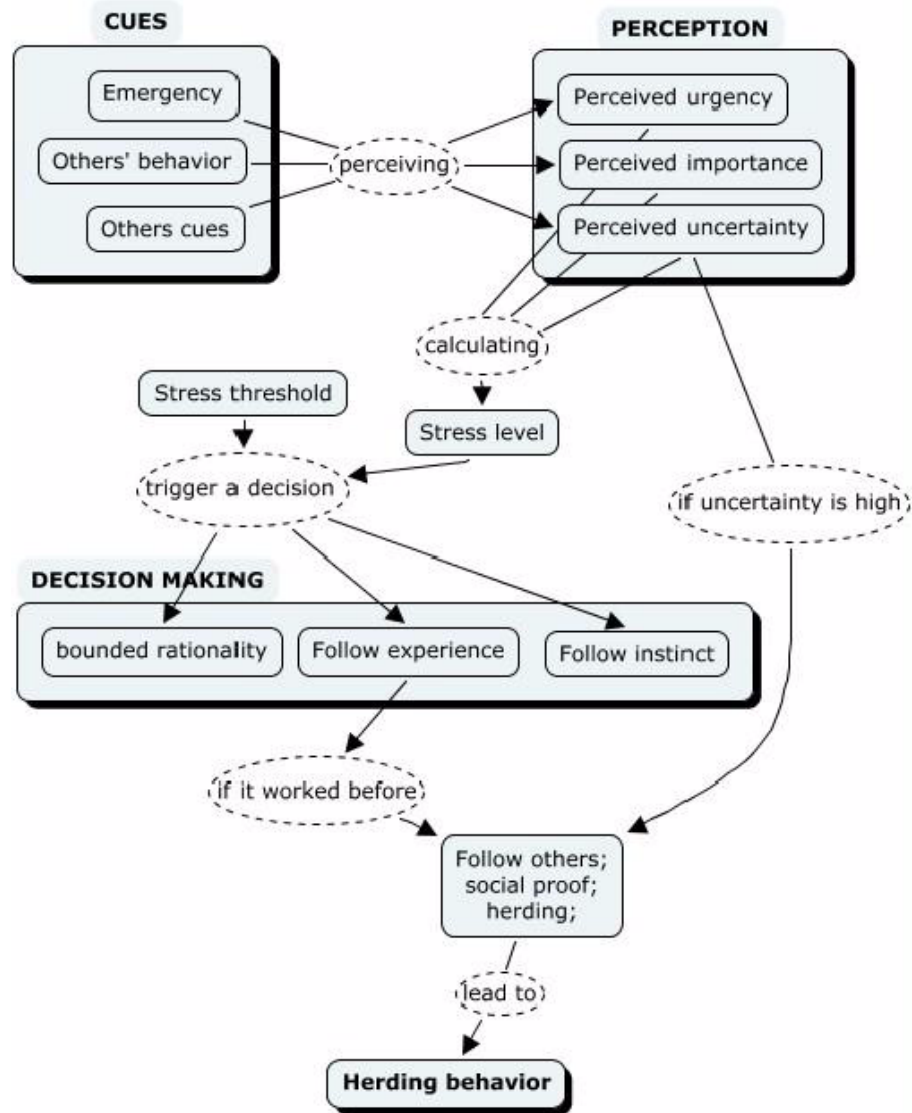 CUES
PERCEPTION
Emergency
Others' behavior
Others cues
perceiving
Perceived urgency
Perceived importance
Perceived uncertainty
calculating
Stress threshold
Stress level
trigger a decision
if uncertainty is high
DECISION MAKING
bounded rationality
Follow experience
Follow instinct
if it worked before
Follow others;
social proof;
herding;
lead to
Herding behavior